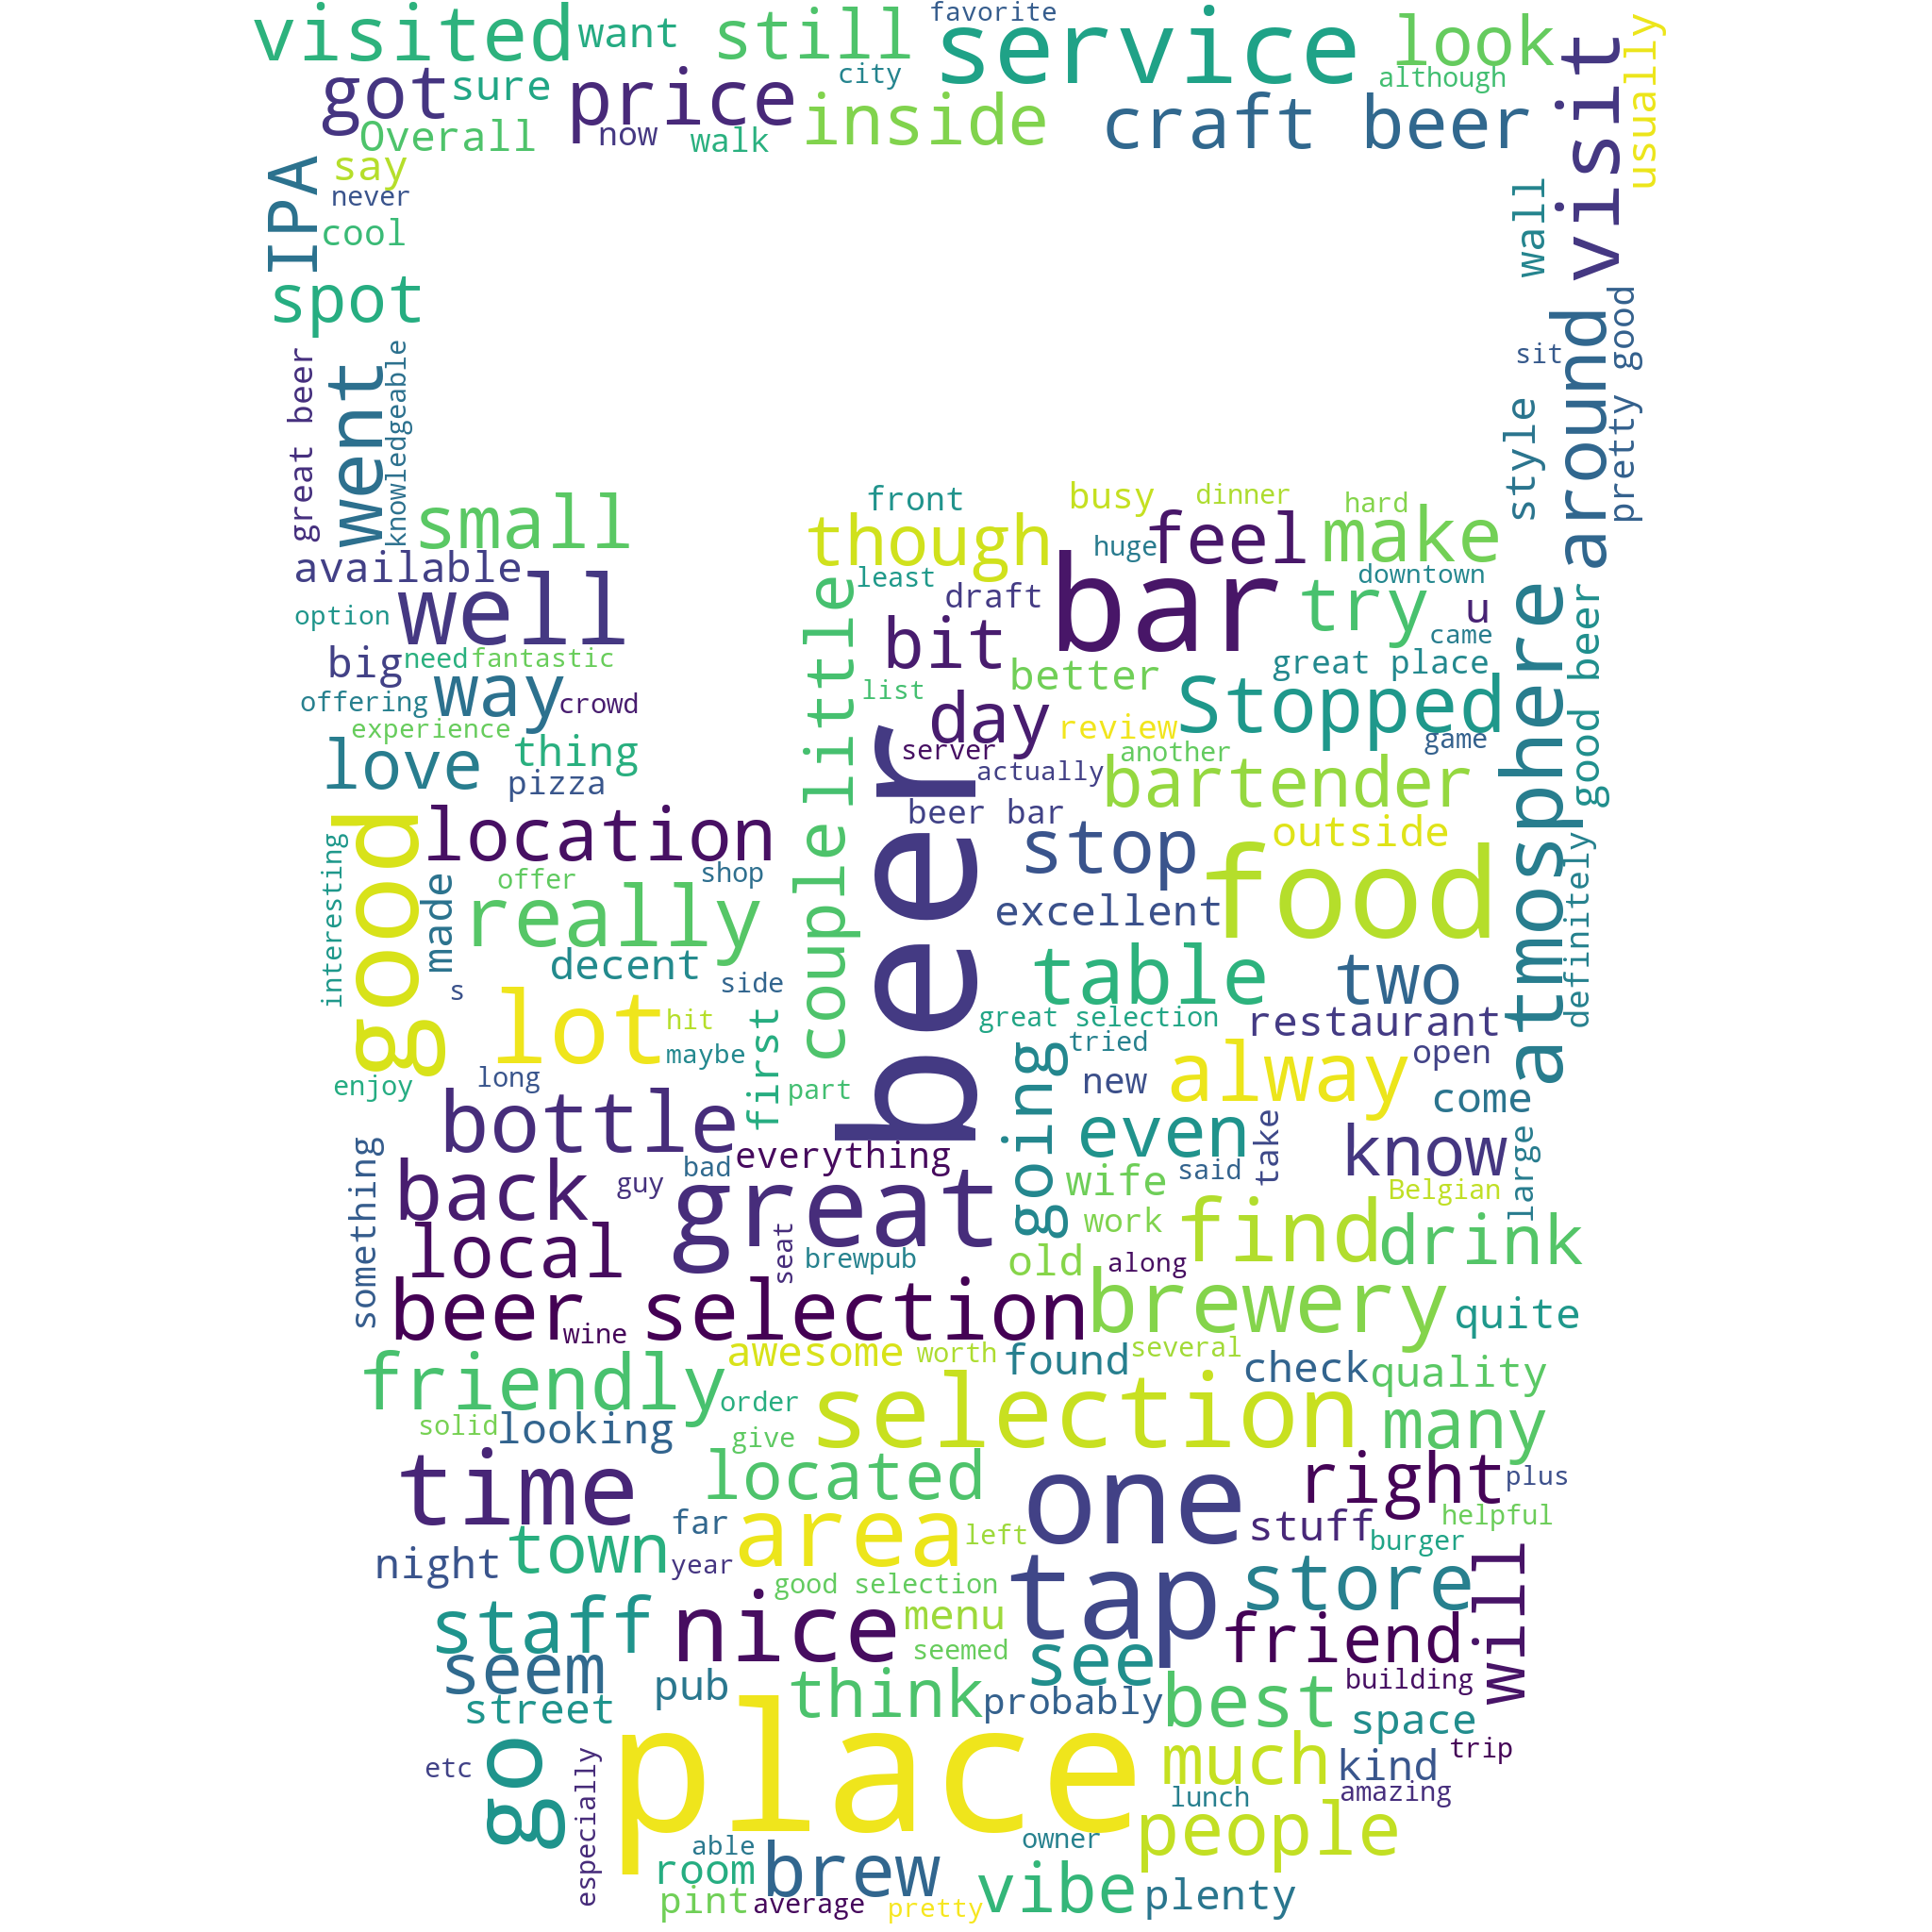 visited
want
still
favorite
service
look
usually
got
sure
price
city
inside
although
craft beer
visit
Overall
now
walk
say
never
IPA
cool
spot
wall
great beer
went
knowledgeable
sit
style
around
pretty good
small
front
busy
dinner
hard
though
feel
make
huge
available
well
least
bar
downtown
draft
try
u
option
bit
came
big
need
fantastic
better
great place
offering
way
crowd
list
little
day
review
Stopped
experience
server
another
game
love
thing
actually
pizza
bartender
good beer
atmosphere
beer bar
location
couple
beer
stop
outside
good
interesting
made
offer
shop
really
excellent
food
definitely
decent
side
table
two
s
lot
hit
great selection
restaurant
maybe
first
tried
open
enjoy
long
part
going
new
alway
come
bottle
everything
even
take
know
large
something
back
guy
bad
great
wife
said
Belgian
local
seat
brewpub
work
old
along
find
drink
beer selection
wine
brewery
quite
friendly
awesome
worth
found
several
check
quality
order
selection
solid
looking
give
many
time
located
one
right
plus
town
far
area
left
stuff
helpful
night
year
burger
good selection
tap
store
will
staff
nice
menu
seemed
see
friend
seem
pub
think
probably
best
building
street
place
space
go
etc
especially
much
kind
trip
lunch
amazing
able
owner
people
room
brew
vibe
plenty
pint
average
pretty